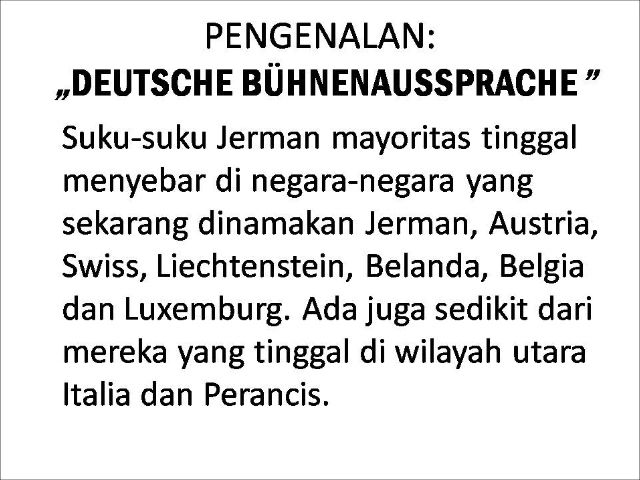 PENGENALAN:
„DEUTSCHE BÜHNENAUSSPRACHE ”
Suku-suku Jerman mayoritas tinggal
menyebar di negara-negara yang
sekarang dinamakan Jerman, Austria,
Swiss, Liechtenstein, Belanda, Belgia
dan Luxemburg. Ada juga sedikit dari
mereka yang tinggal di wilayah utara
Italia dan Perancis.